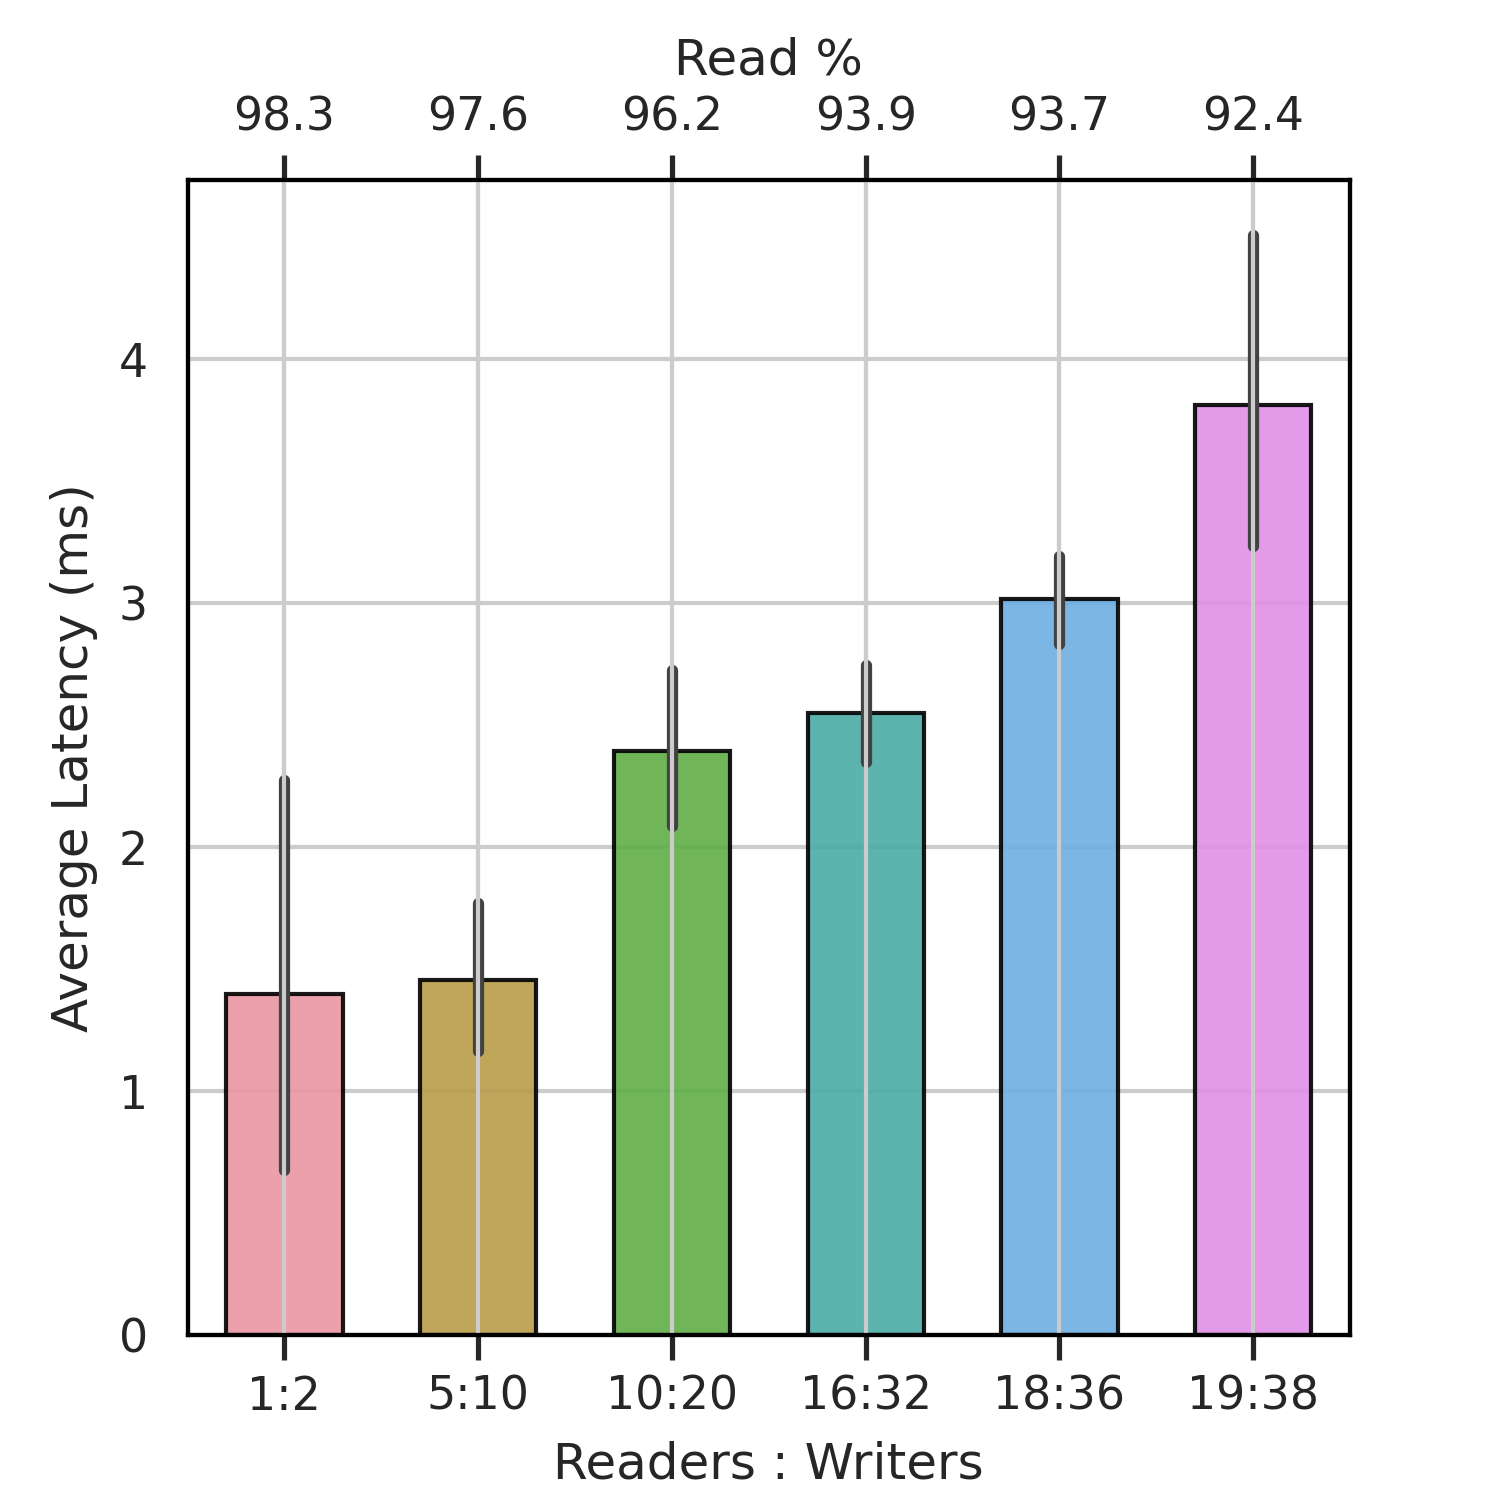 Read %
98.3 97.6 96.2 93.9 93.7 92.4
Average Latency (ms)
4
3
2
1
0
1:2 5:10 10:20 16:32 18:36 19:38
Readers : Writers